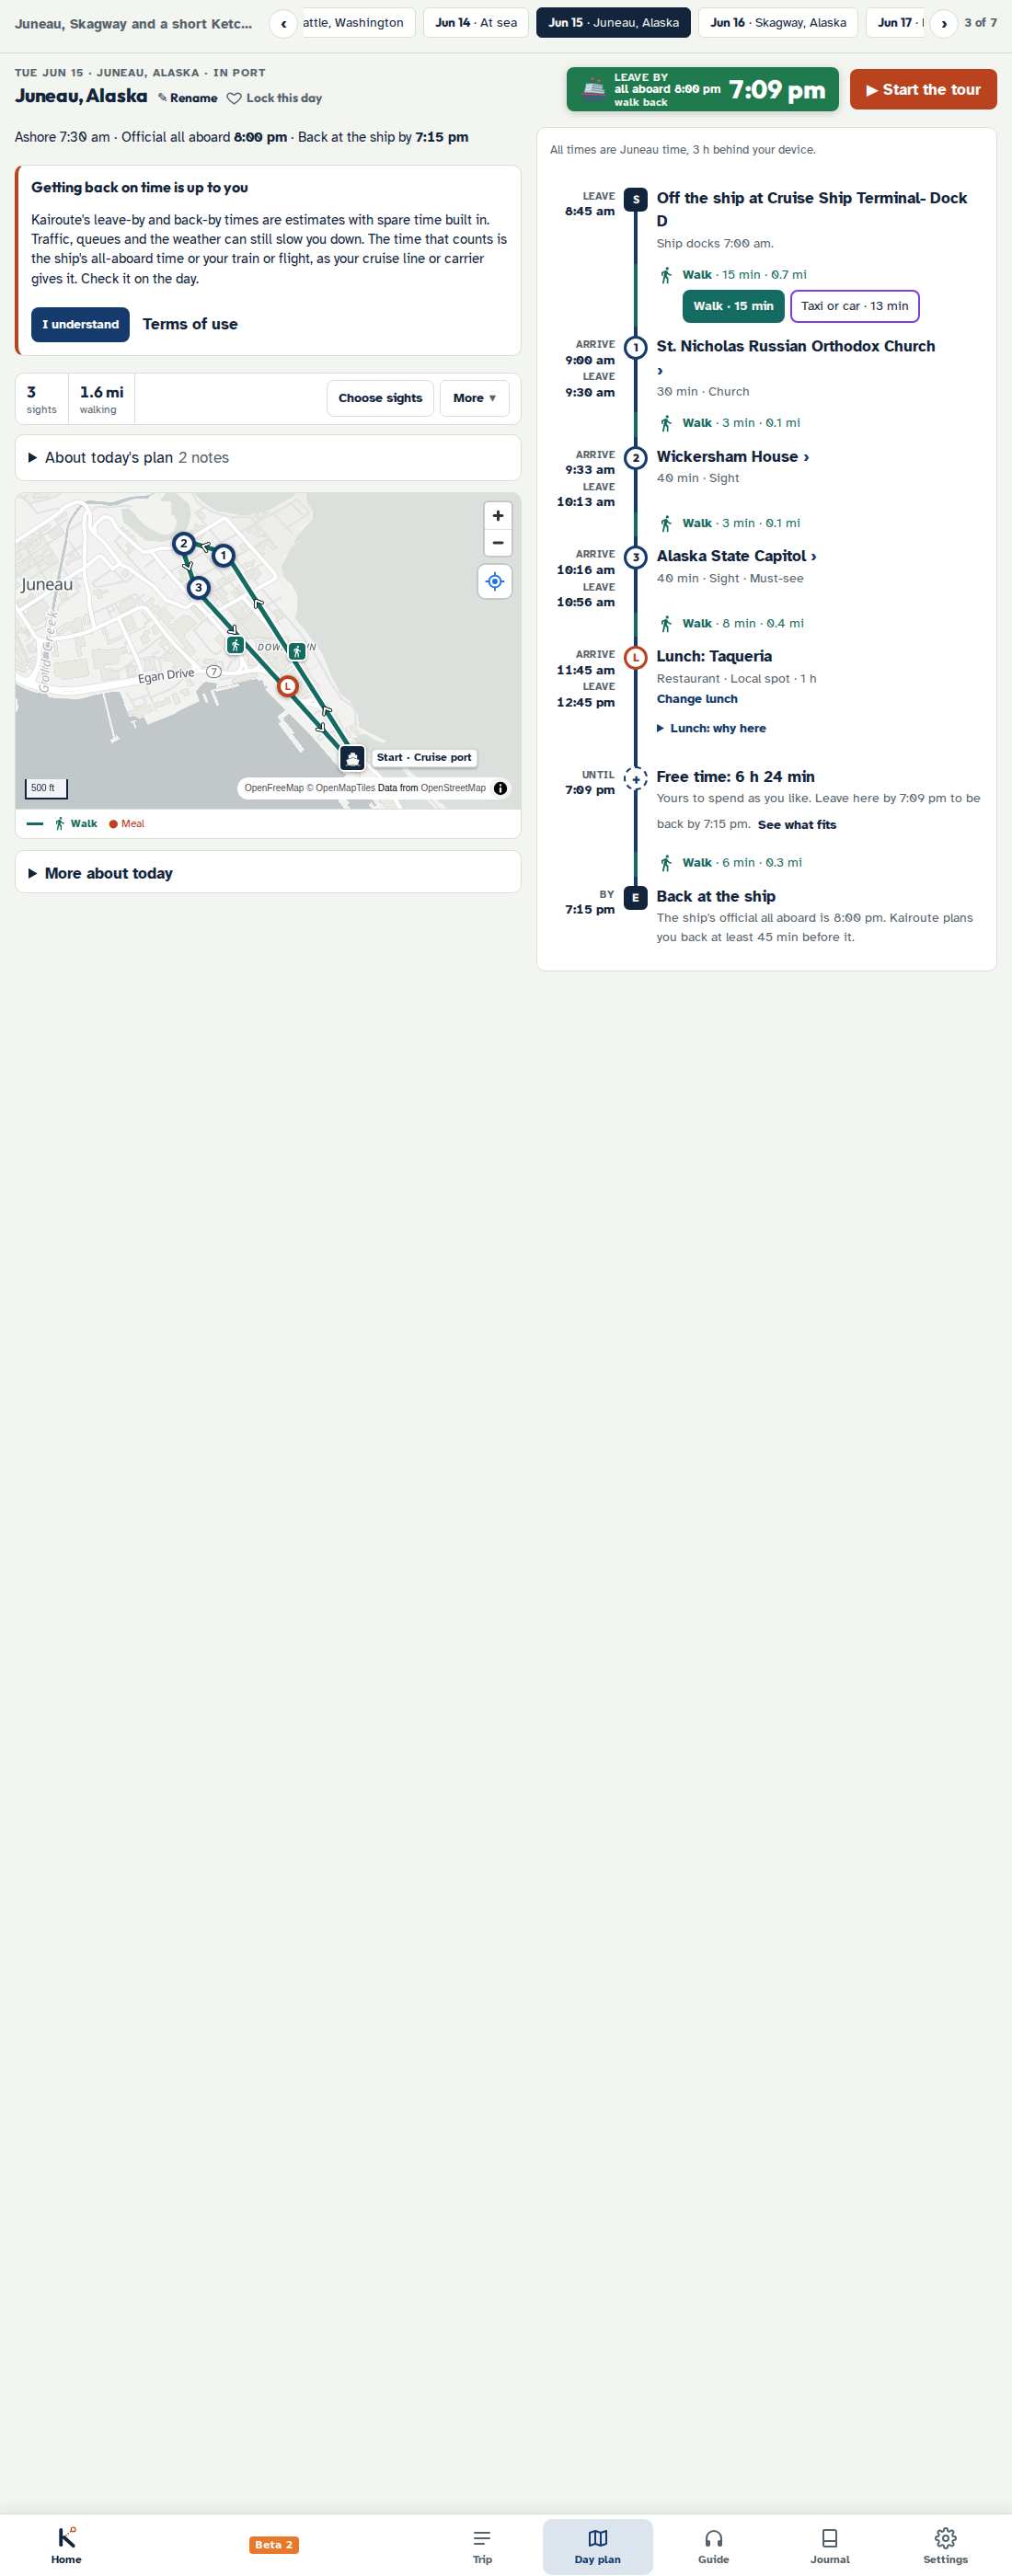 Juneau, Skagway and a short Ketc...
‹
attle, Washington
Jun 14 · At sea
Jun 15 · Juneau, Alaska
Jun 16 · Skagway, Alaska
Jun 17 ·
›
3 of 7
TUE JUN 15 · JUNEAU, ALASKA · IN PORT
Juneau, Alaska
✎ Rename
Lock this day
LEAVE BY
all aboard 8:00 pm
walk back
7:09 pm
▶ Start the tour
Ashore 7:30 am · Official all aboard 8:00 pm · Back at the ship by 7:15 pm
Getting back on time is up to you
Kairoute's leave-by and back-by times are estimates with spare time built in.
Traffic, queues and the weather can still slow you down. The time that counts is
the ship's all-aboard time or your train or flight, as your cruise line or carrier
gives it. Check it on the day.
I understand
Terms of use
3
sights
1.6 mi
walking
Choose sights
More ▼
▶ About today's plan 2 notes
2
1
3
Juneau
Gold Creek
DOW
N
Egan Drive
7
L
Start · Cruise port
+
−
500 ft
OpenFreeMap © OpenMapTiles Data from OpenStreetMap
Walk
Meal
▶ More about today
All times are Juneau time, 3 h behind your device.
LEAVE
8:45 am
S
Off the ship at Cruise Ship Terminal- Dock
D
Ship docks 7:00 am.
Walk · 15 min · 0.7 mi
Walk · 15 min
Taxi or car · 13 min
ARRIVE
9:00 am
LEAVE
9:30 am
1
St. Nicholas Russian Orthodox Church
›
30 min · Church
Walk · 3 min · 0.1 mi
ARRIVE
9:33 am
LEAVE
10:13 am
2
Wickersham House ›
40 min · Sight
Walk · 3 min · 0.1 mi
ARRIVE
10:16 am
LEAVE
10:56 am
3
Alaska State Capitol ›
40 min · Sight · Must-see
Walk · 8 min · 0.4 mi
ARRIVE
11:45 am
LEAVE
12:45 pm
L
Lunch: Taqueria
Restaurant · Local spot · 1 h
Change lunch
▶ Lunch: why here
UNTIL
7:09 pm
+
Free time: 6 h 24 min
Yours to spend as you like. Leave here by 7:09 pm to be
back by 7:15 pm. See what fits
Walk · 6 min · 0.3 mi
BY
7:15 pm
E
Back at the ship
The ship's official all aboard is 8:00 pm. Kairoute plans
you back at least 45 min before it.
Home
Beta 2
Trip
Day plan
Guide
Journal
Settings